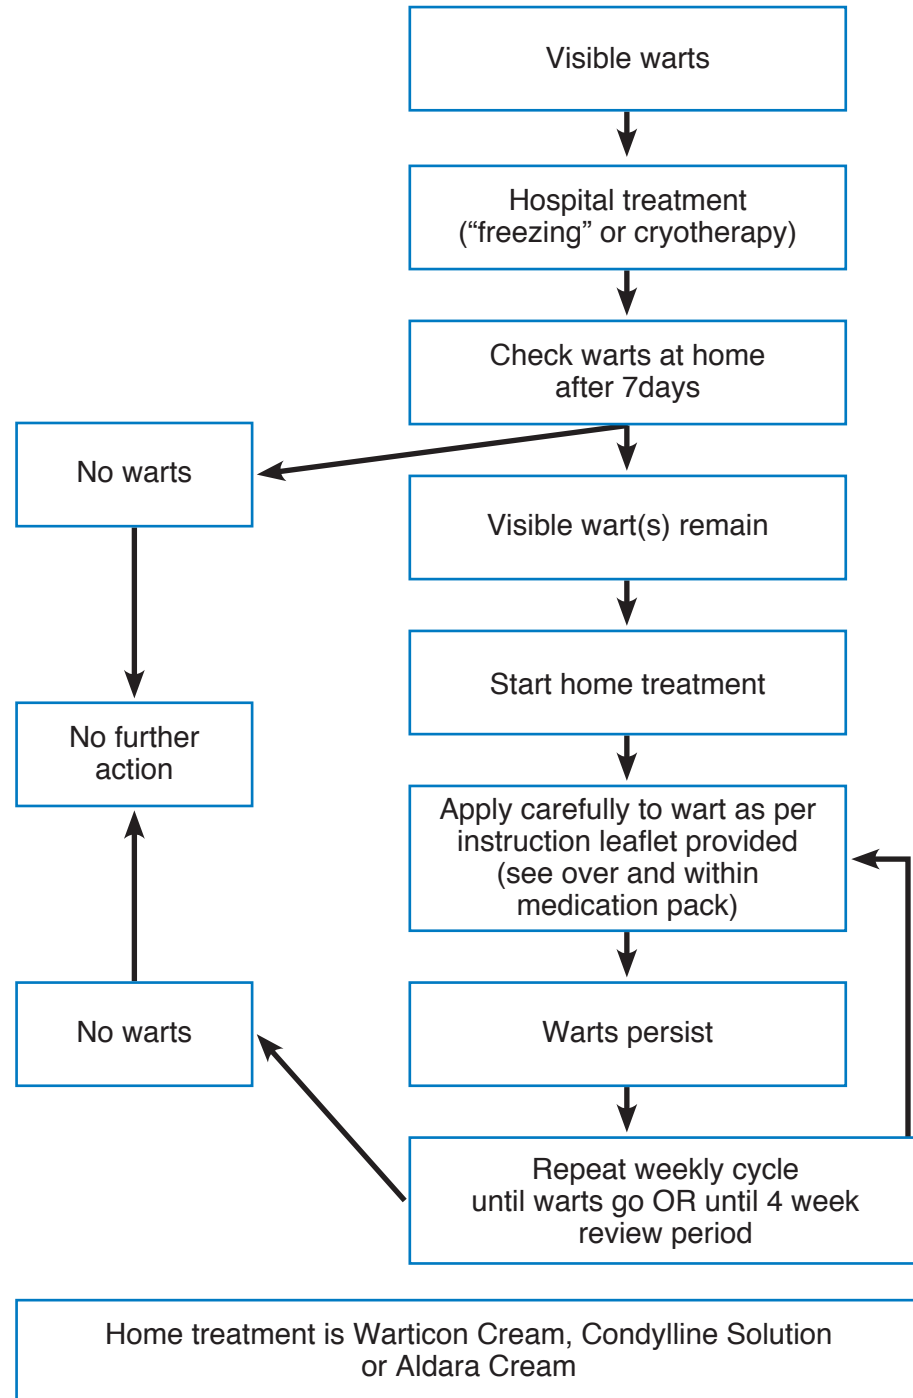 Visible warts
Hospital treatment
(“freezing” or cryotherapy)
Check warts at home
after 7days
No warts
Visible wart(s) remain
Start home treatment
No further
action
Apply carefully to wart as per
instruction leaflet provided
(see over and within
medication pack)
No warts
Warts persist
Repeat weekly cycle
until warts go OR until 4 week
review period
Home treatment is Warticon Cream, Condylline Solution
or Aldara Cream